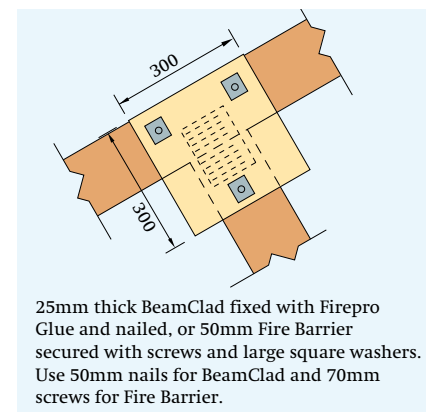 300
300
25mm thick BeamClad fixed with Firepro
Glue and nailed, or 50mm Fire Barrier
secured with screws and large square washers.
Use 50mm nails for BeamClad and 70mm
screws for Fire Barrier.